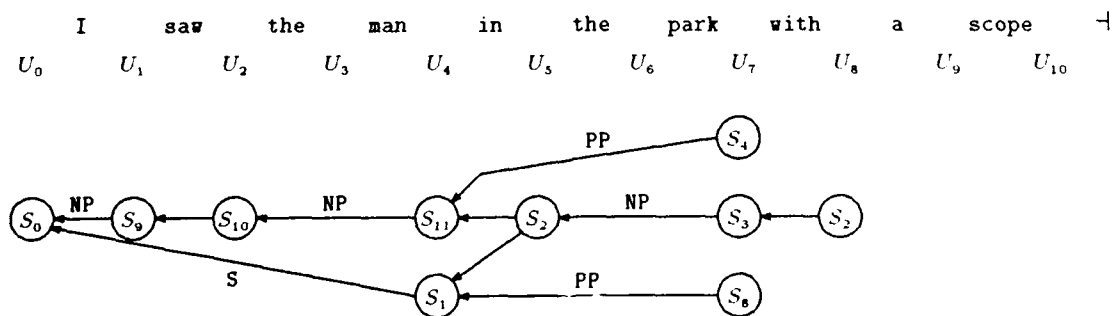 I saw the man in the park with a scope ⊣
U₀ U₁ U₂ U₃ U₄ U₅ U₆ U₇ U₈ U₉ U₁₀
PP S₄
S₀ NP S₉ S₁₀ NP S₁₁ S₂ NP S₃ S₂
S S₁ PP S₆